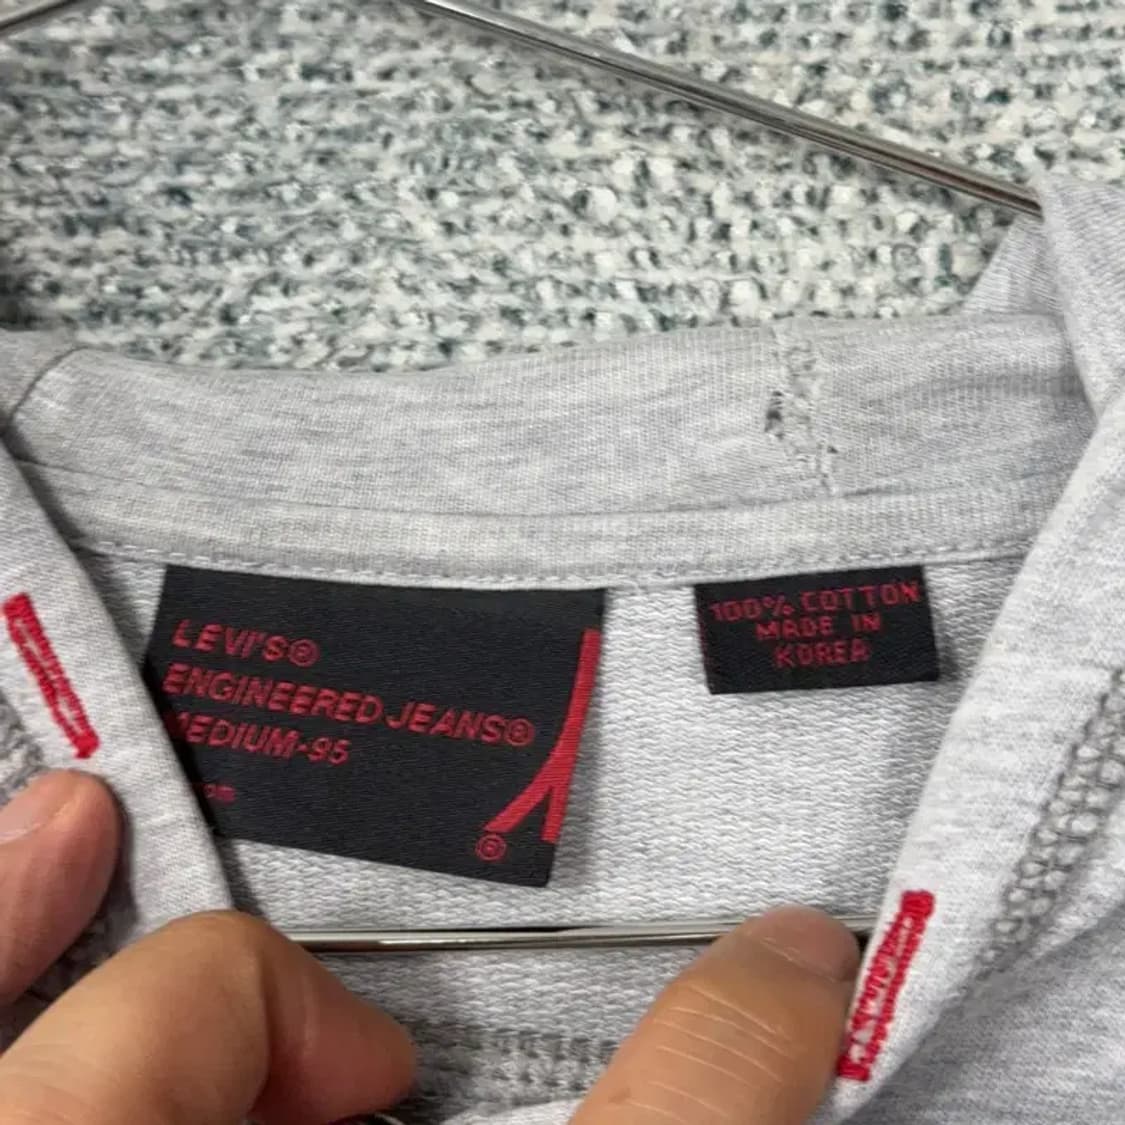 LEVI'S®
ENGINEERED JEANS®
MEDIUM-95
®
100% COTTON
MADE IN
KOREA